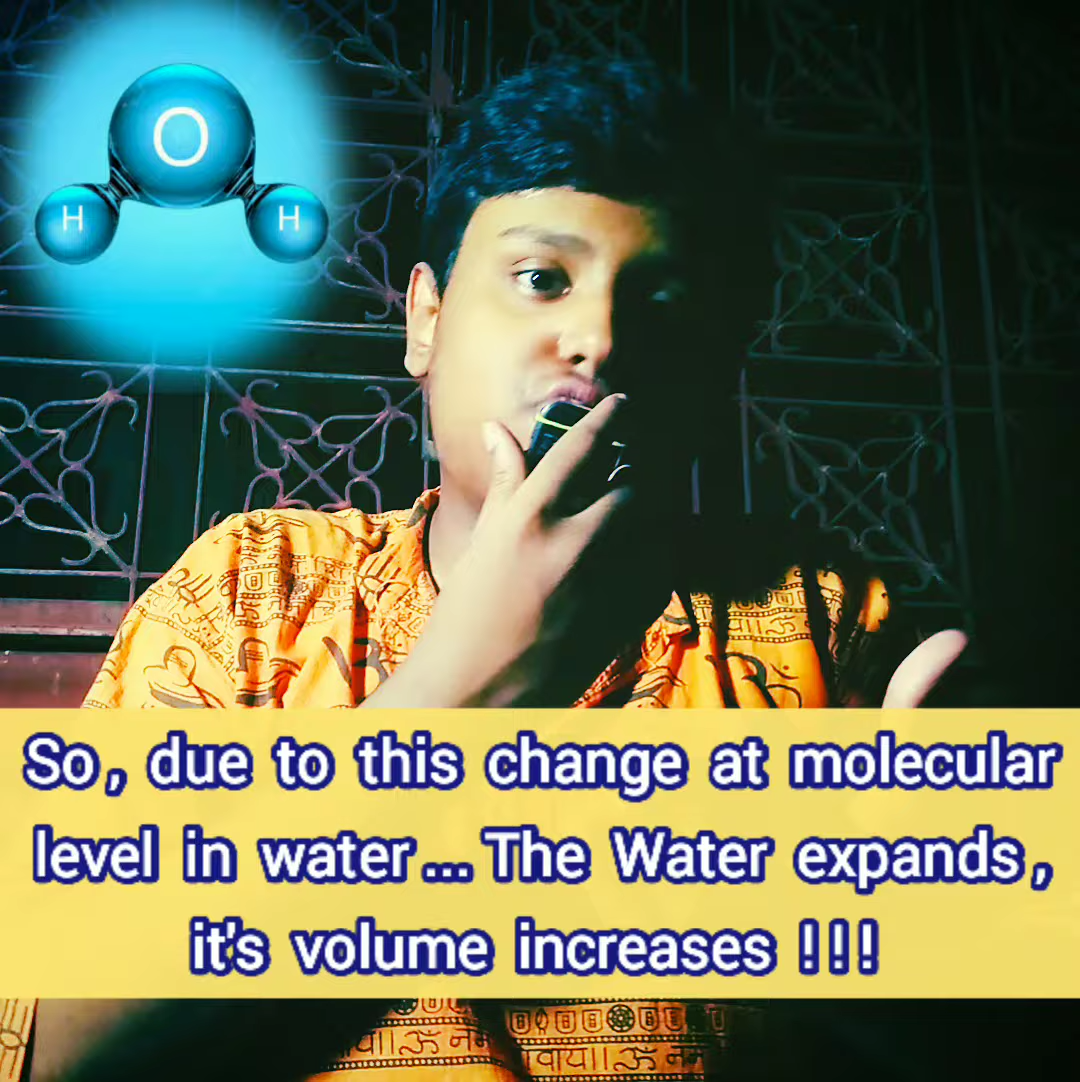 O
H H
So, due to this change at molecular
level in water... The Water expands,
it's volume increases !!!
ॐ